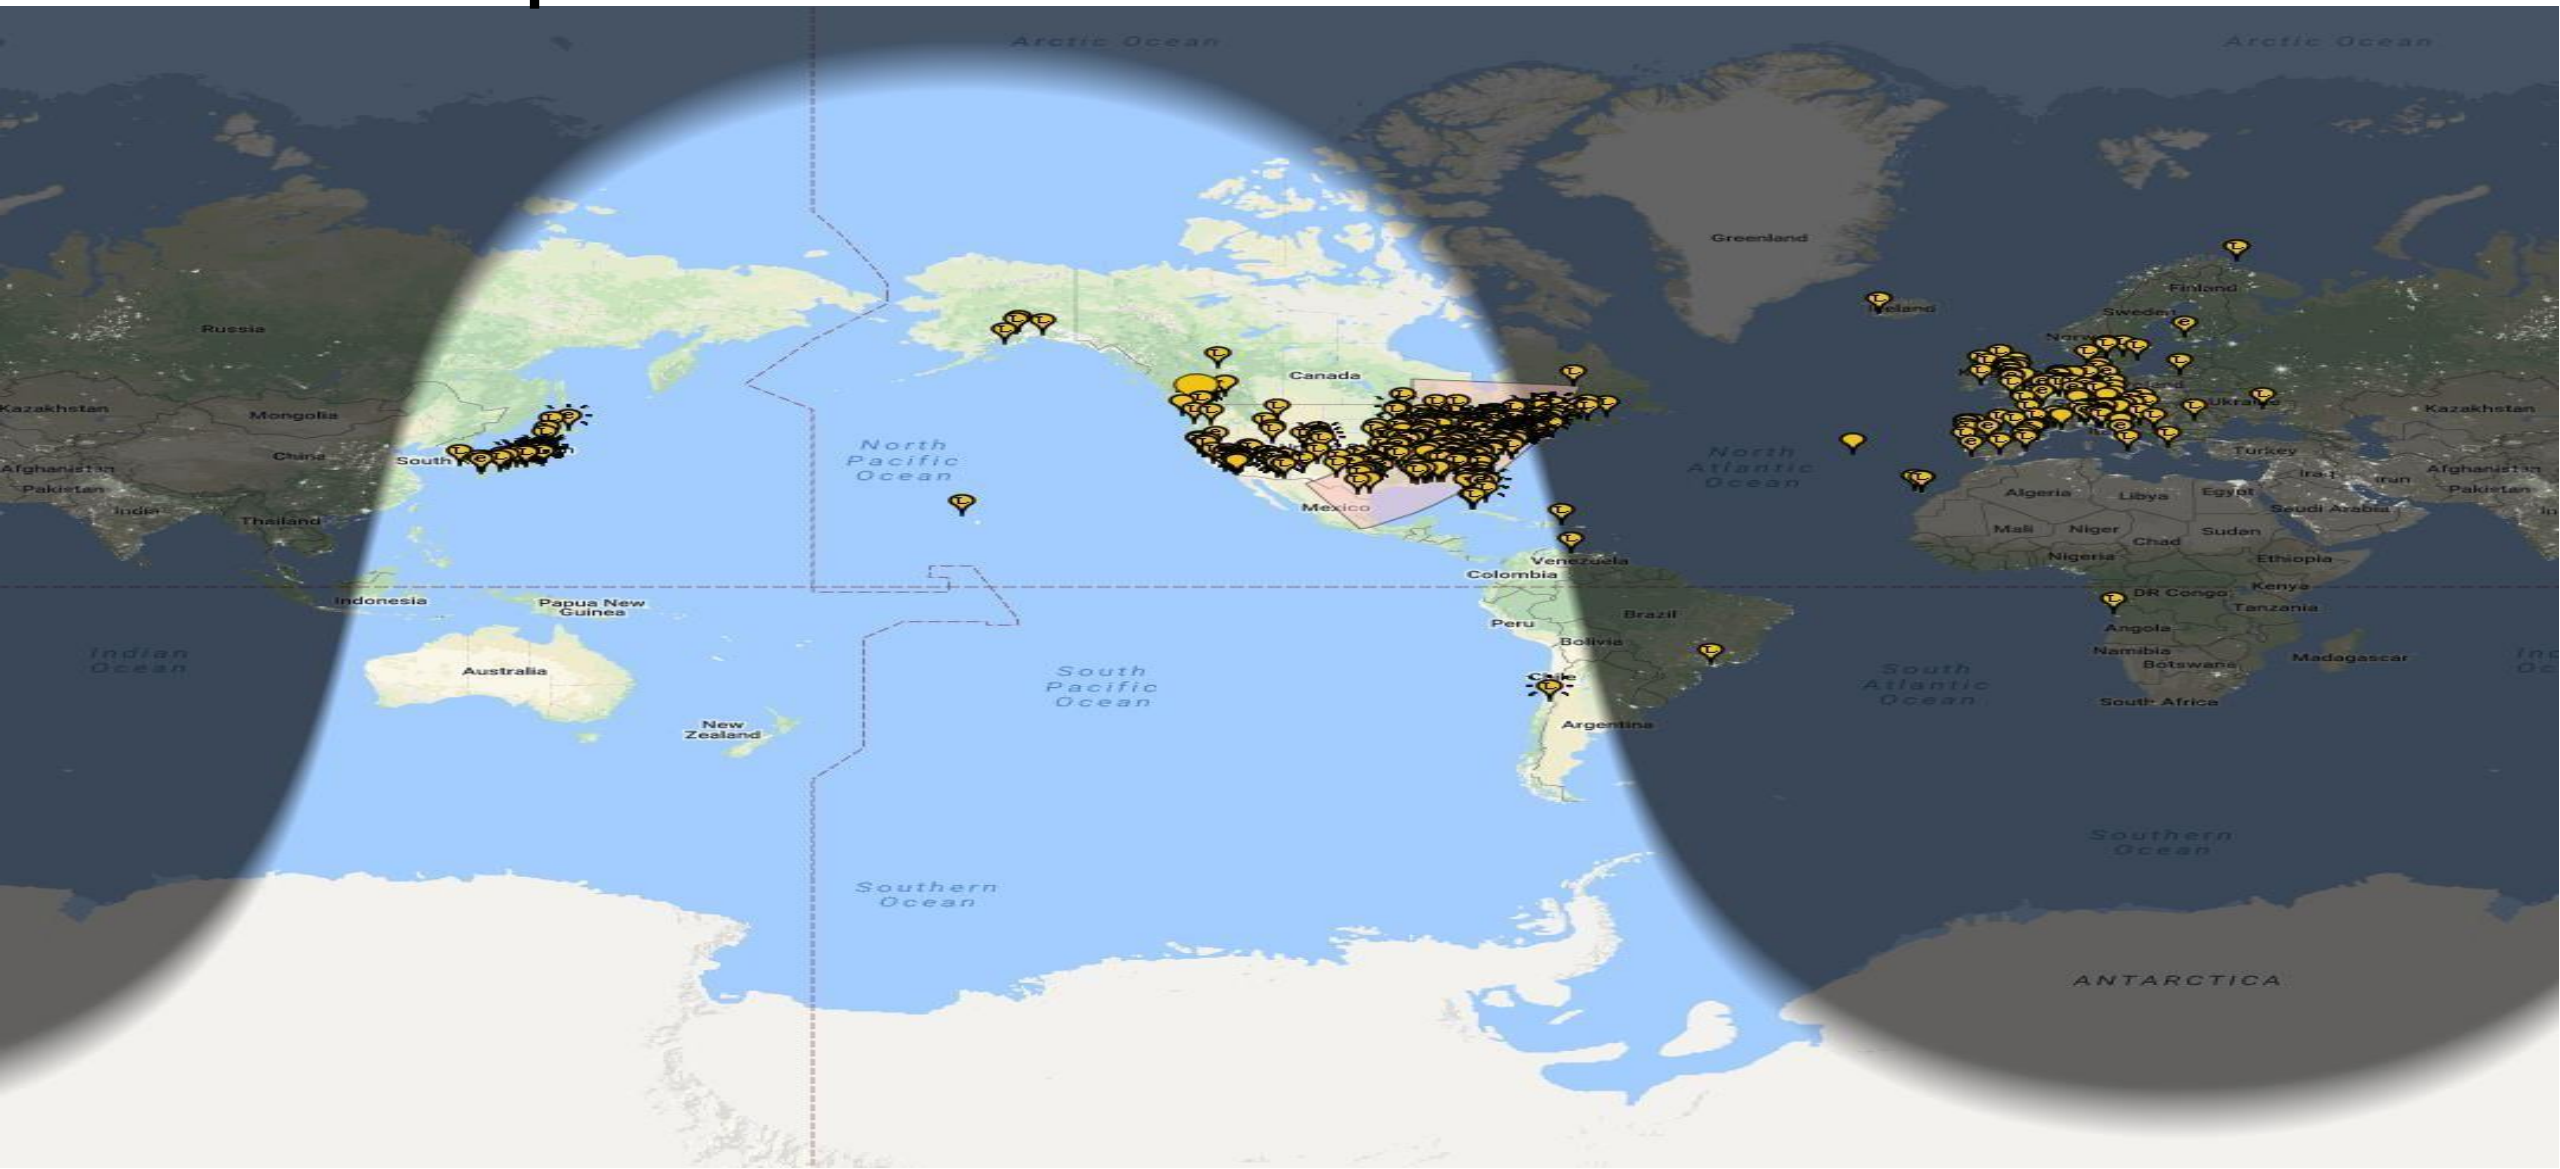 Arctic Ocean
Arctic Ocean
Greenland
Finland
Iceland
Sweden
Russia
Canada
Kazakhstan
Mongolia
Ukraine
Kazakhstan
North
Pacific
Ocean
North
Atlantic
Ocean
China
South
Turkey
Afghanistan
Afghanistan
Iraq
Iran
Pakistan
Pakistan
India
Thailand
Mexico
Algeria
Libya
Egypt
Saudi Arabia
Mali
Niger
Chad
Sudan
Nigeria
Ethiopia
Venezuela
Colombia
Kenya
DR Congo
Tanzania
Indonesia
Papua New
Guinea
Brazil
Peru
Angola
Bolivia
Namibia
Botswana
Madagascar
Indian
Ocean
Australia
South
Pacific
Ocean
South
Atlantic
Ocean
Chile
South Africa
New
Zealand
Argentina
Southern
Ocean
Southern
Ocean
ANTARCTICA